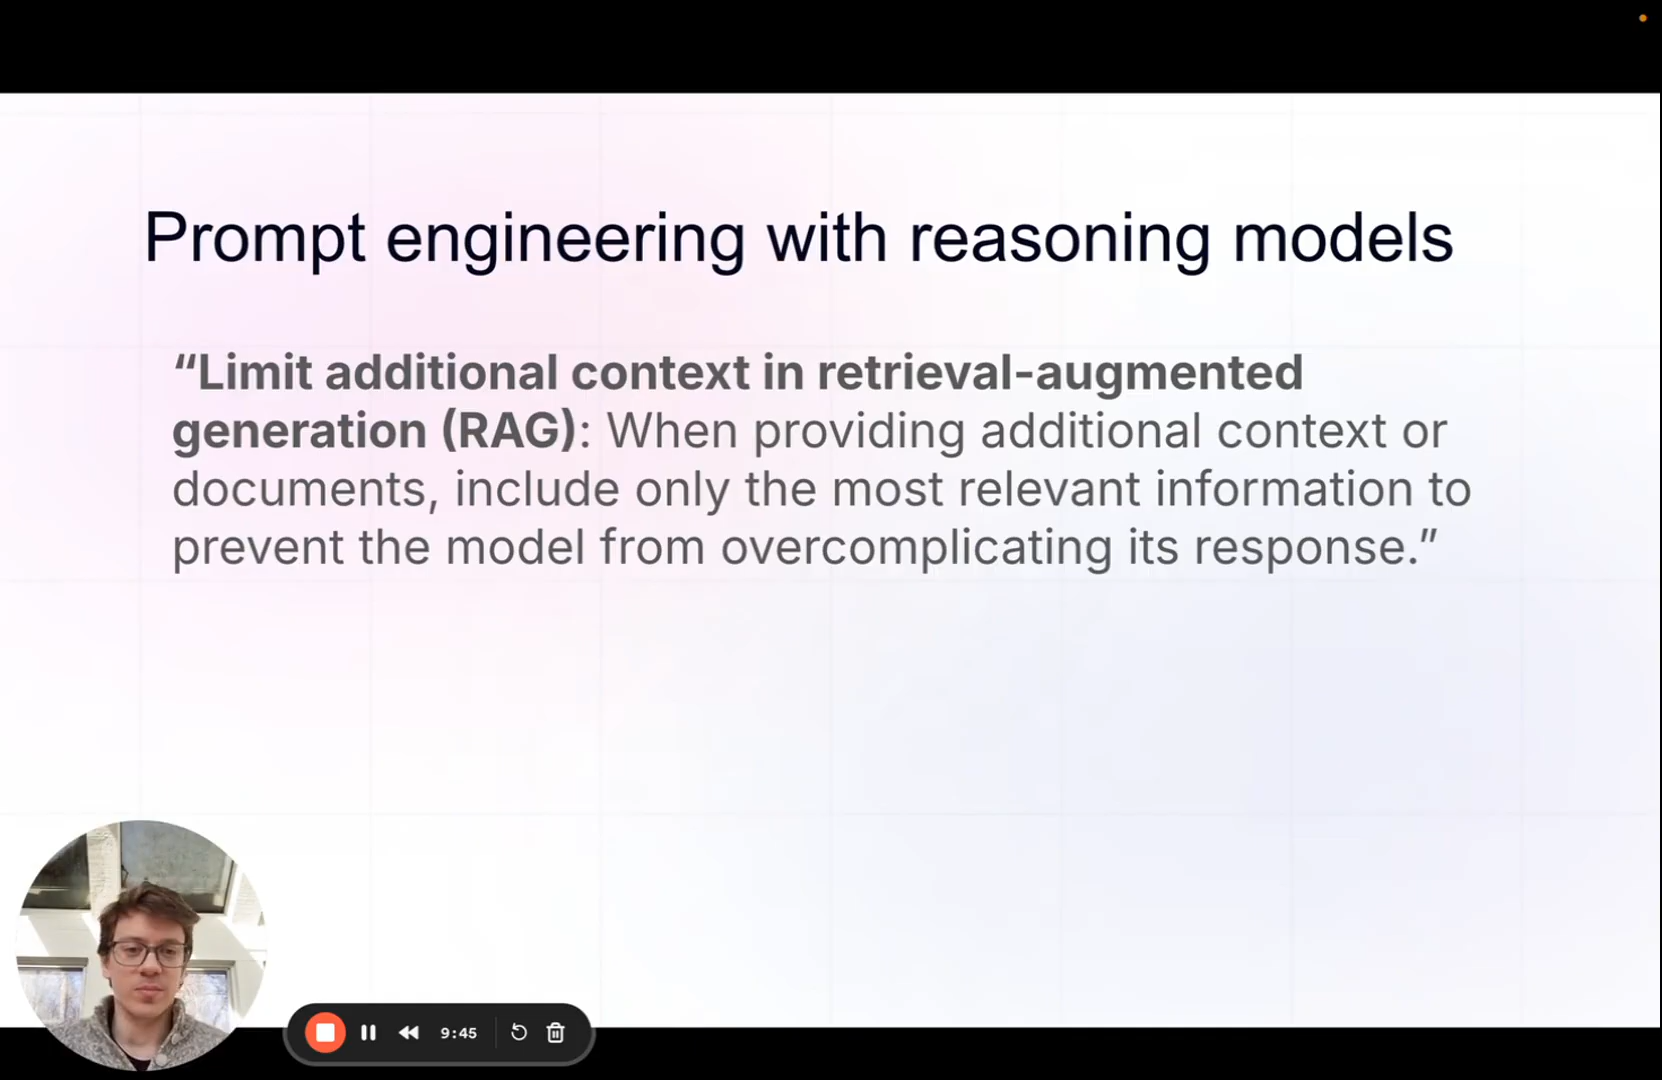 Prompt engineering with reasoning models
“Limit additional context in retrieval-augmented
generation (RAG): When providing additional context or
documents, include only the most relevant information to
prevent the model from overcomplicating its response.”
9:45